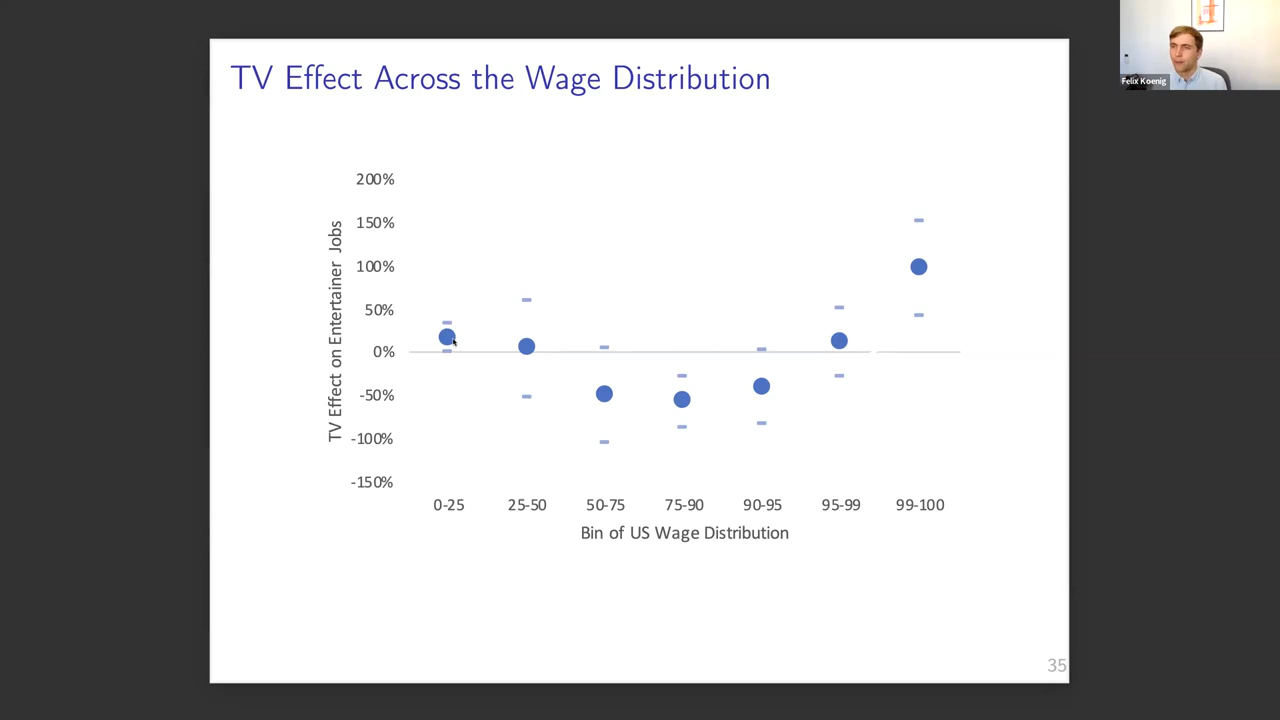 TV Effect Across the Wage Distribution
Felix Koenig
200%
150%
100%
50%
0%
-50%
-100%
-150%
TV Effect on Entertainer Jobs
0-25 25-50 50-75 75-90 90-95 95-99 99-100
Bin of US Wage Distribution
35